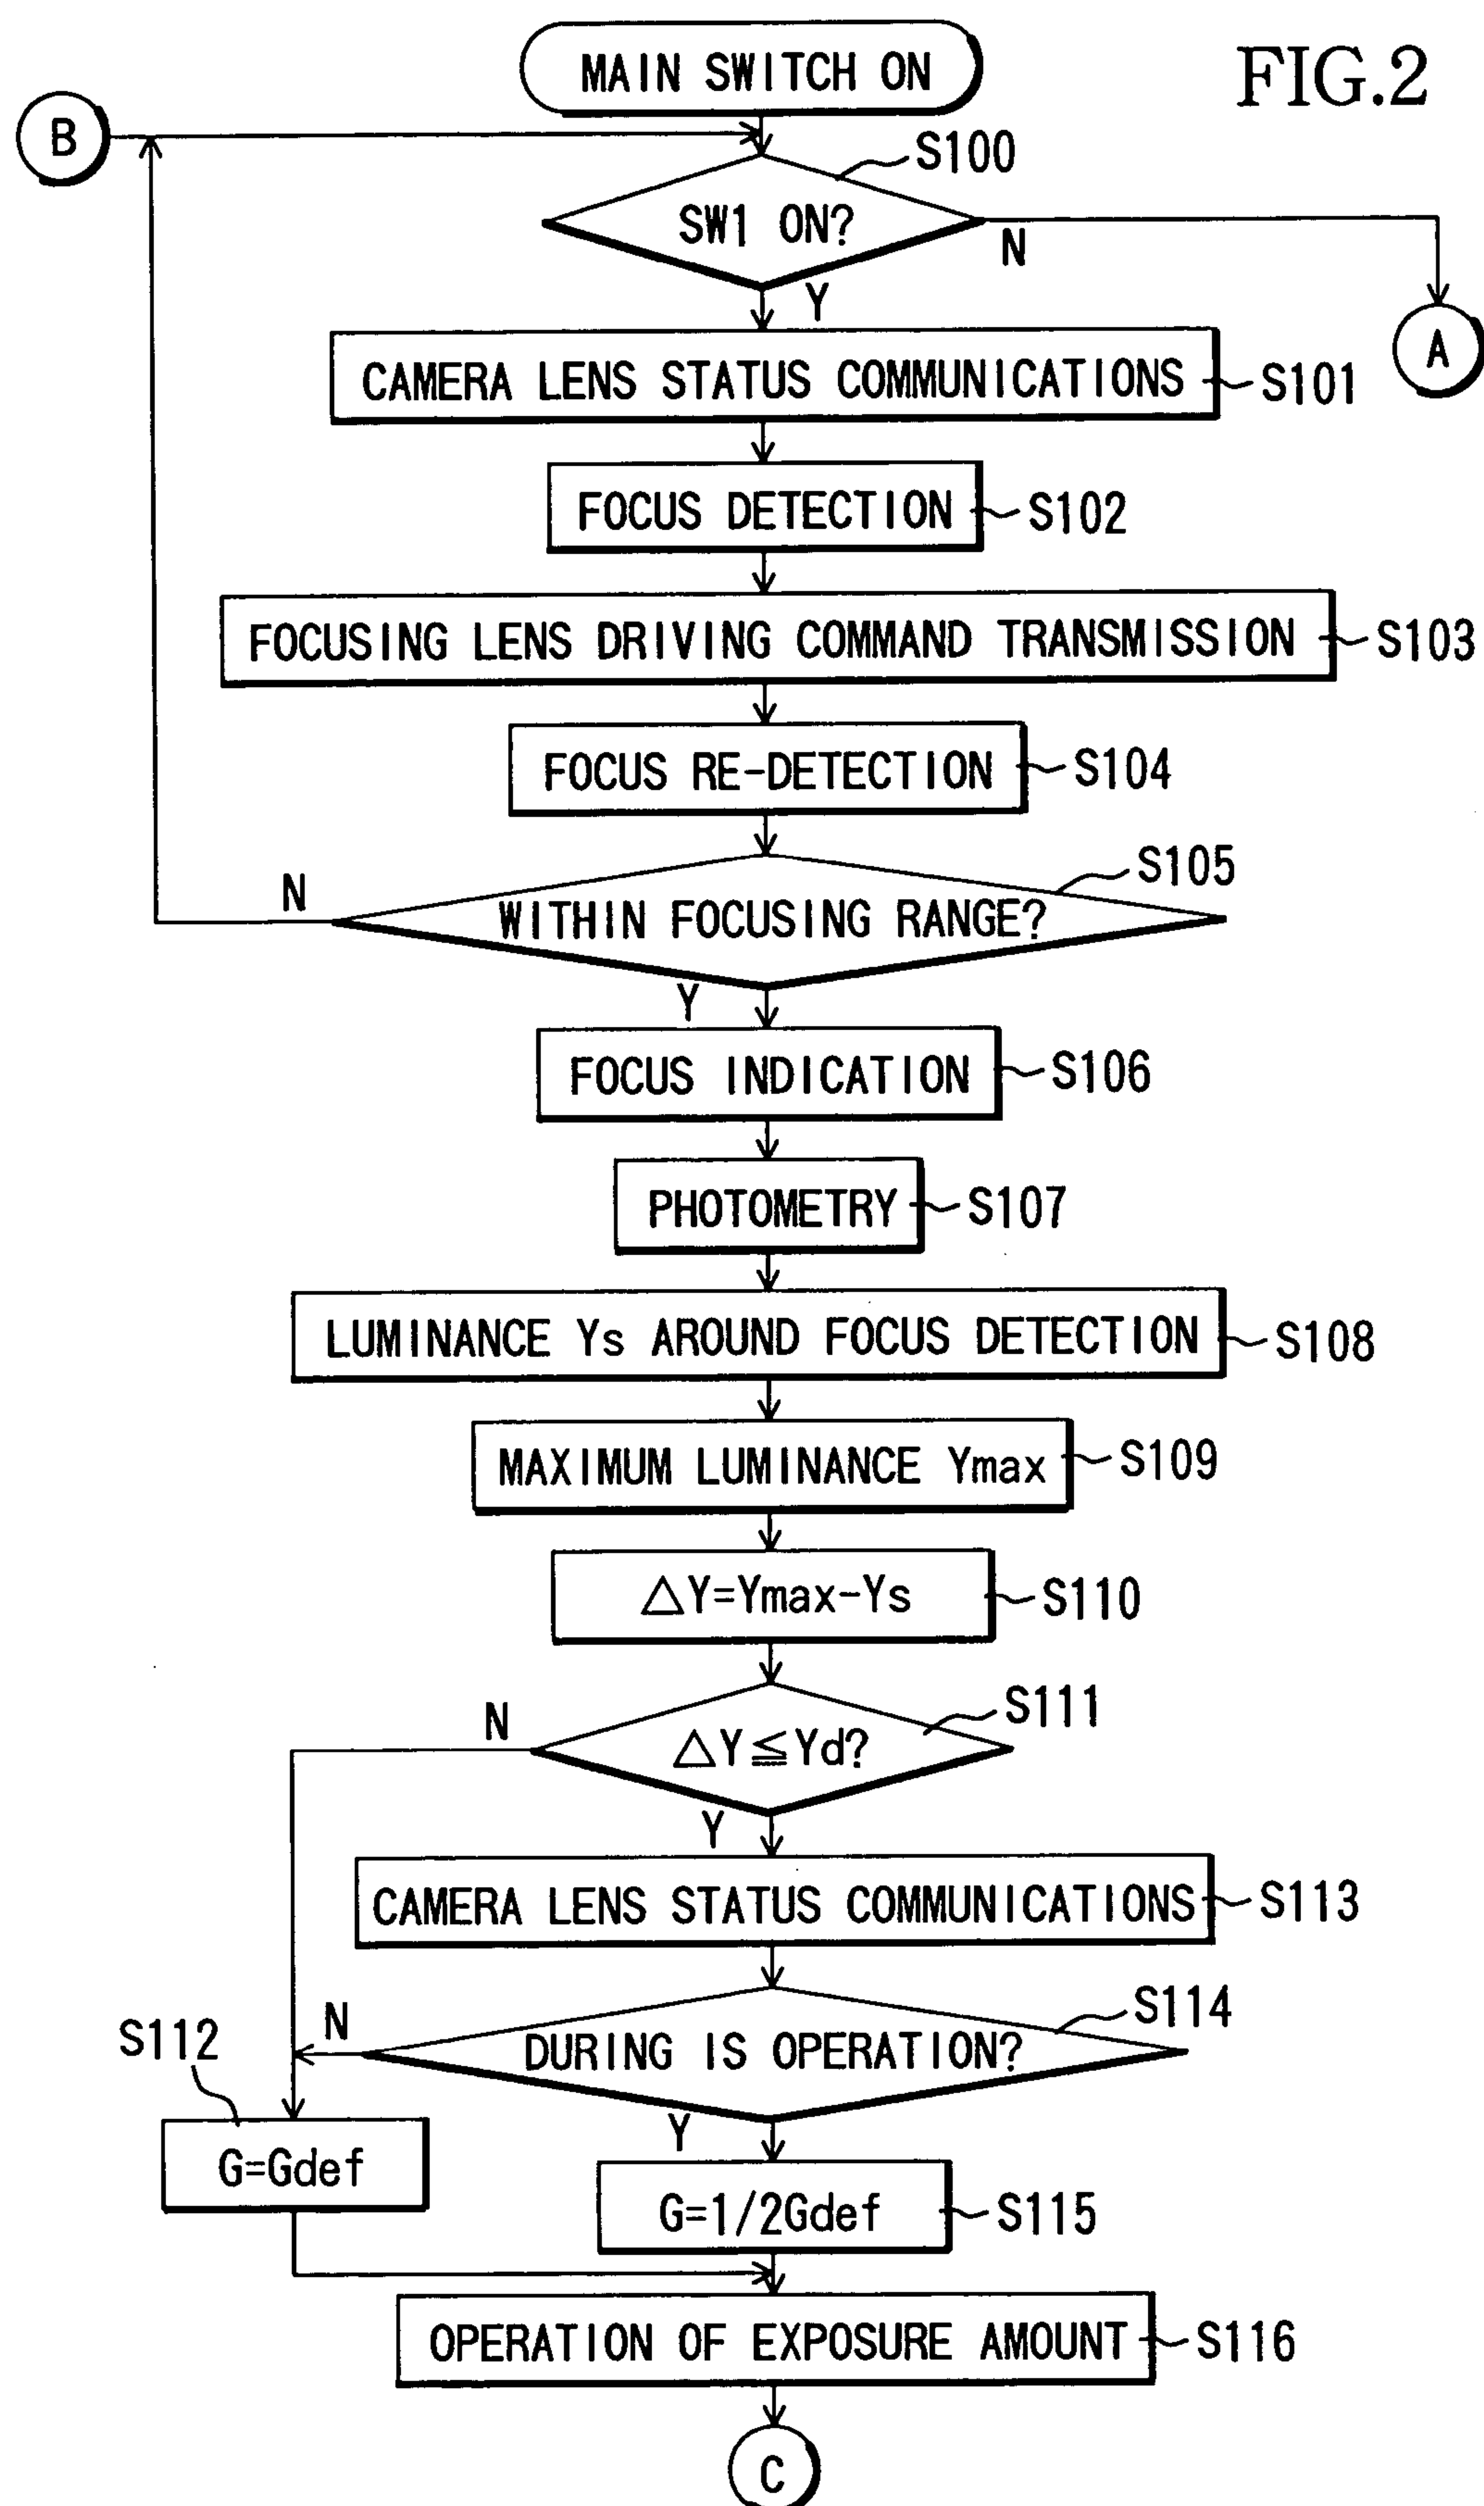 MAIN SWITCH ON
FIG.2
B
S100
SW1 ON?
N
Y
A
CAMERA LENS STATUS COMMUNICATIONS
S101
FOCUS DETECTION
S102
FOCUSING LENS DRIVING COMMAND TRANSMISSION
S103
FOCUS RE-DETECTION
S104
S105
N
WITHIN FOCUSING RANGE?
Y
FOCUS INDICATION
S106
PHOTOMETRY
S107
LUMINANCE Ys AROUND FOCUS DETECTION
S108
MAXIMUM LUMINANCE Ymax
S109
△Y=Ymax-Ys
S110
S111
N
△Y≦Yd?
Y
CAMERA LENS STATUS COMMUNICATIONS
S113
S114
N
S112
DURING IS OPERATION?
Y
G=Gdef
G=1/2Gdef
S115
OPERATION OF EXPOSURE AMOUNT
S116
C